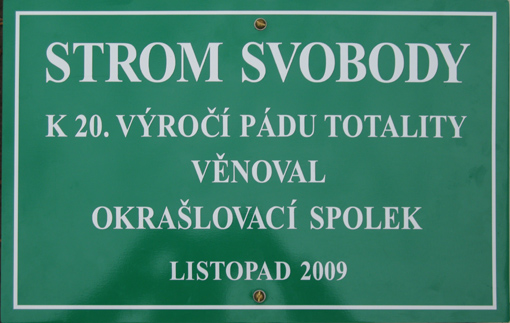 STROM SVOBODY
K 20. VÝROČÍ PÁDU TOTALITY
VĚNOVAL
OKRAŠLOVACÍ SPOLEK
LISTOPAD 2009